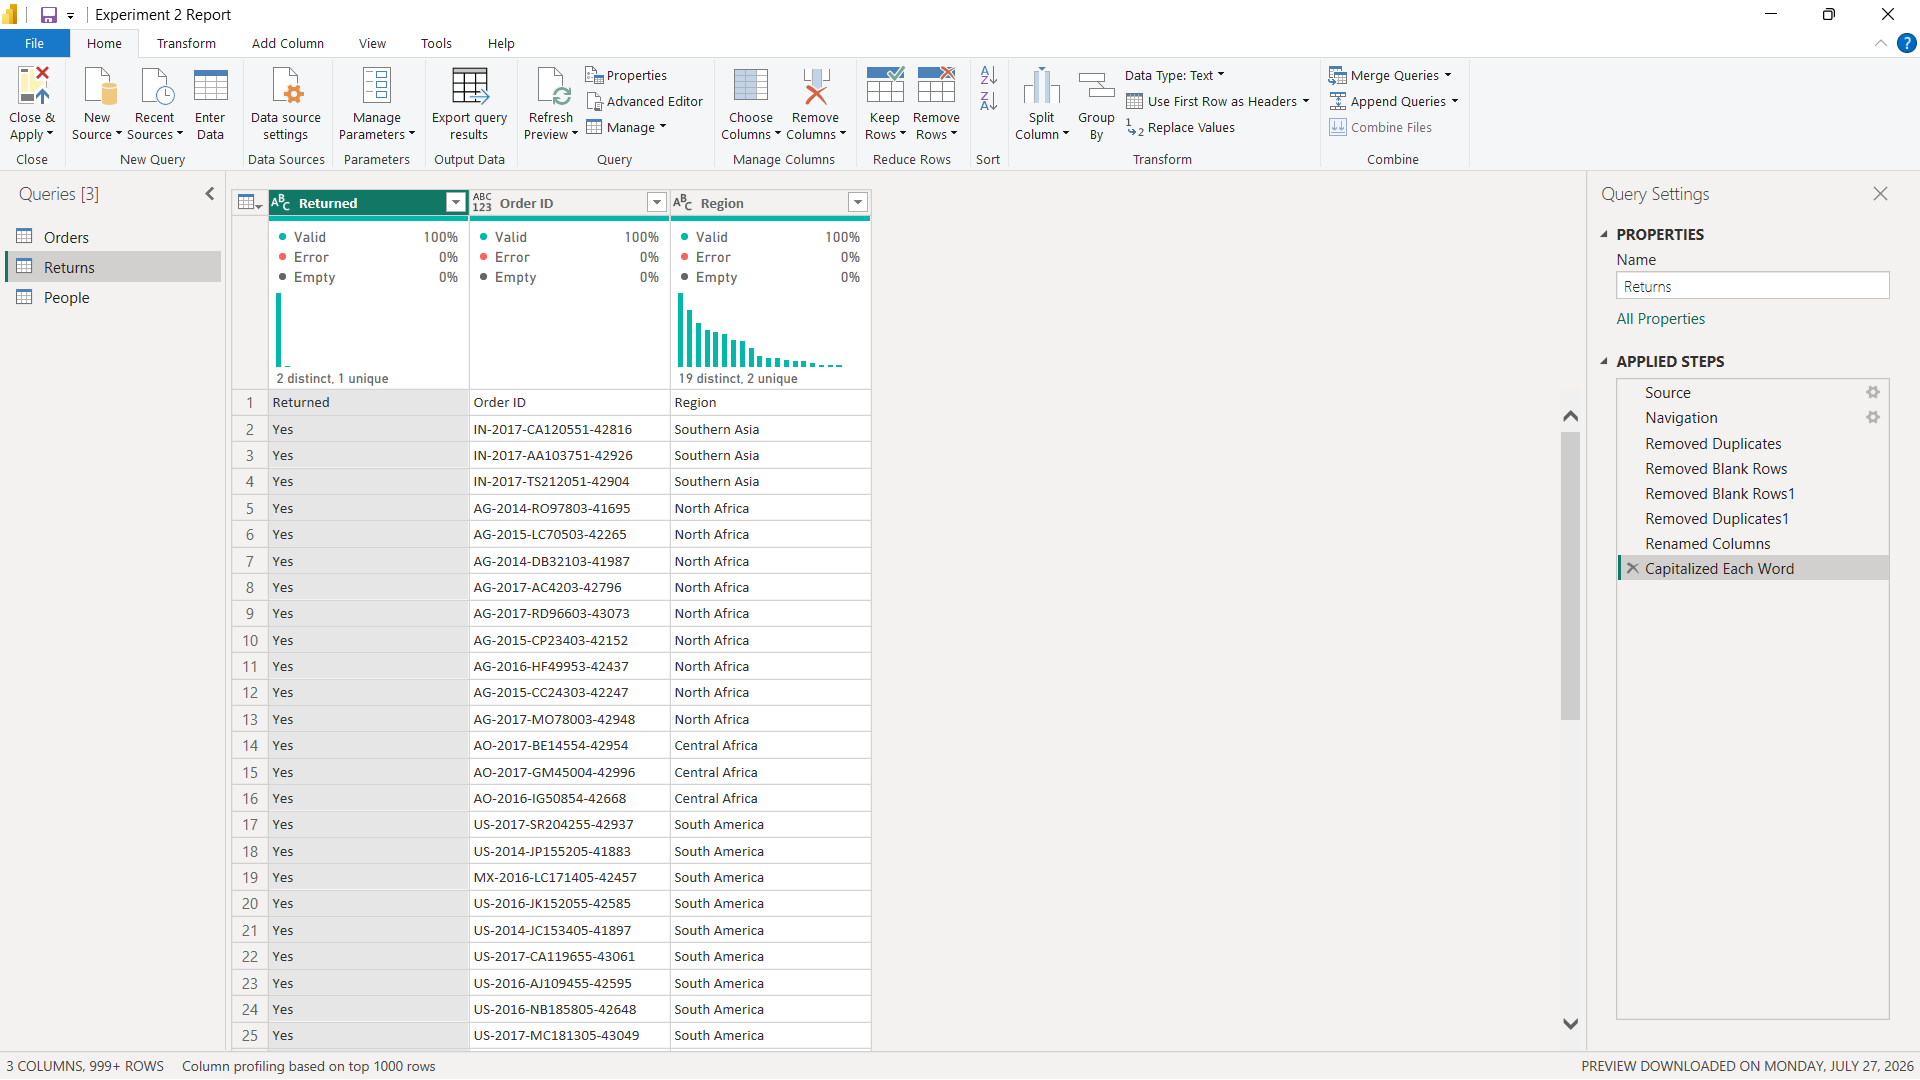 Experiment 2 Report
File
Home
Transform
Add Column
View
Tools
Help
?
Close &
Apply
Close
New
Source
Recent
Sources
Enter
Data
New Query
Data source
settings
Data Sources
Manage
Parameters
Parameters
Export query
results
Output Data
Refresh
Preview
Properties
Advanced Editor
Manage
Query
Choose
Columns
Remove
Columns
Manage Columns
Keep
Rows
Remove
Rows
Reduce Rows
A
Z
Z
A
Sort
Split
Column
Group
By
Data Type: Text
Use First Row as Headers
1
2
Replace Values
Transform
Merge Queries
Append Queries
Combine Files
Combine
Queries [3]
Orders
Returns
People
ABC Returned
ABC
123
Order ID
ABC Region
Valid 100%
Error 0%
Empty 0%
2 distinct, 1 unique
Valid 100%
Error 0%
Empty 0%
Valid 100%
Error 0%
Empty 0%
19 distinct, 2 unique
1 Returned Order ID Region
2 Yes IN-2017-CA120551-42816 Southern Asia
3 Yes IN-2017-AA103751-42926 Southern Asia
4 Yes IN-2017-TS212051-42904 Southern Asia
5 Yes AG-2014-RO97803-41695 North Africa
6 Yes AG-2015-LC70503-42265 North Africa
7 Yes AG-2014-DB32103-41987 North Africa
8 Yes AG-2017-AC4203-42796 North Africa
9 Yes AG-2017-RD96603-43073 North Africa
10 Yes AG-2015-CP23403-42152 North Africa
11 Yes AG-2016-HF49953-42437 North Africa
12 Yes AG-2015-CC24303-42247 North Africa
13 Yes AG-2017-MO78003-42948 North Africa
14 Yes AO-2017-BE14554-42954 Central Africa
15 Yes AO-2017-GM45004-42996 Central Africa
16 Yes AO-2016-IG50854-42668 Central Africa
17 Yes US-2017-SR204255-42937 South America
18 Yes US-2014-JP155205-41883 South America
19 Yes MX-2016-LC171405-42457 South America
20 Yes US-2016-JK152055-42585 South America
21 Yes US-2014-JC153405-41897 South America
22 Yes US-2017-CA119655-43061 South America
23 Yes US-2016-AJ109455-42595 South America
24 Yes US-2016-NB185805-42648 South America
25 Yes US-2017-MC181305-43049 South America
Query Settings
PROPERTIES
Name
Returns
All Properties
APPLIED STEPS
Source
Navigation
Removed Duplicates
Removed Blank Rows
Removed Blank Rows1
Removed Duplicates1
Renamed Columns
Capitalized Each Word
3 COLUMNS, 999+ ROWS
Column profiling based on top 1000 rows
PREVIEW DOWNLOADED ON MONDAY, JULY 27, 2026